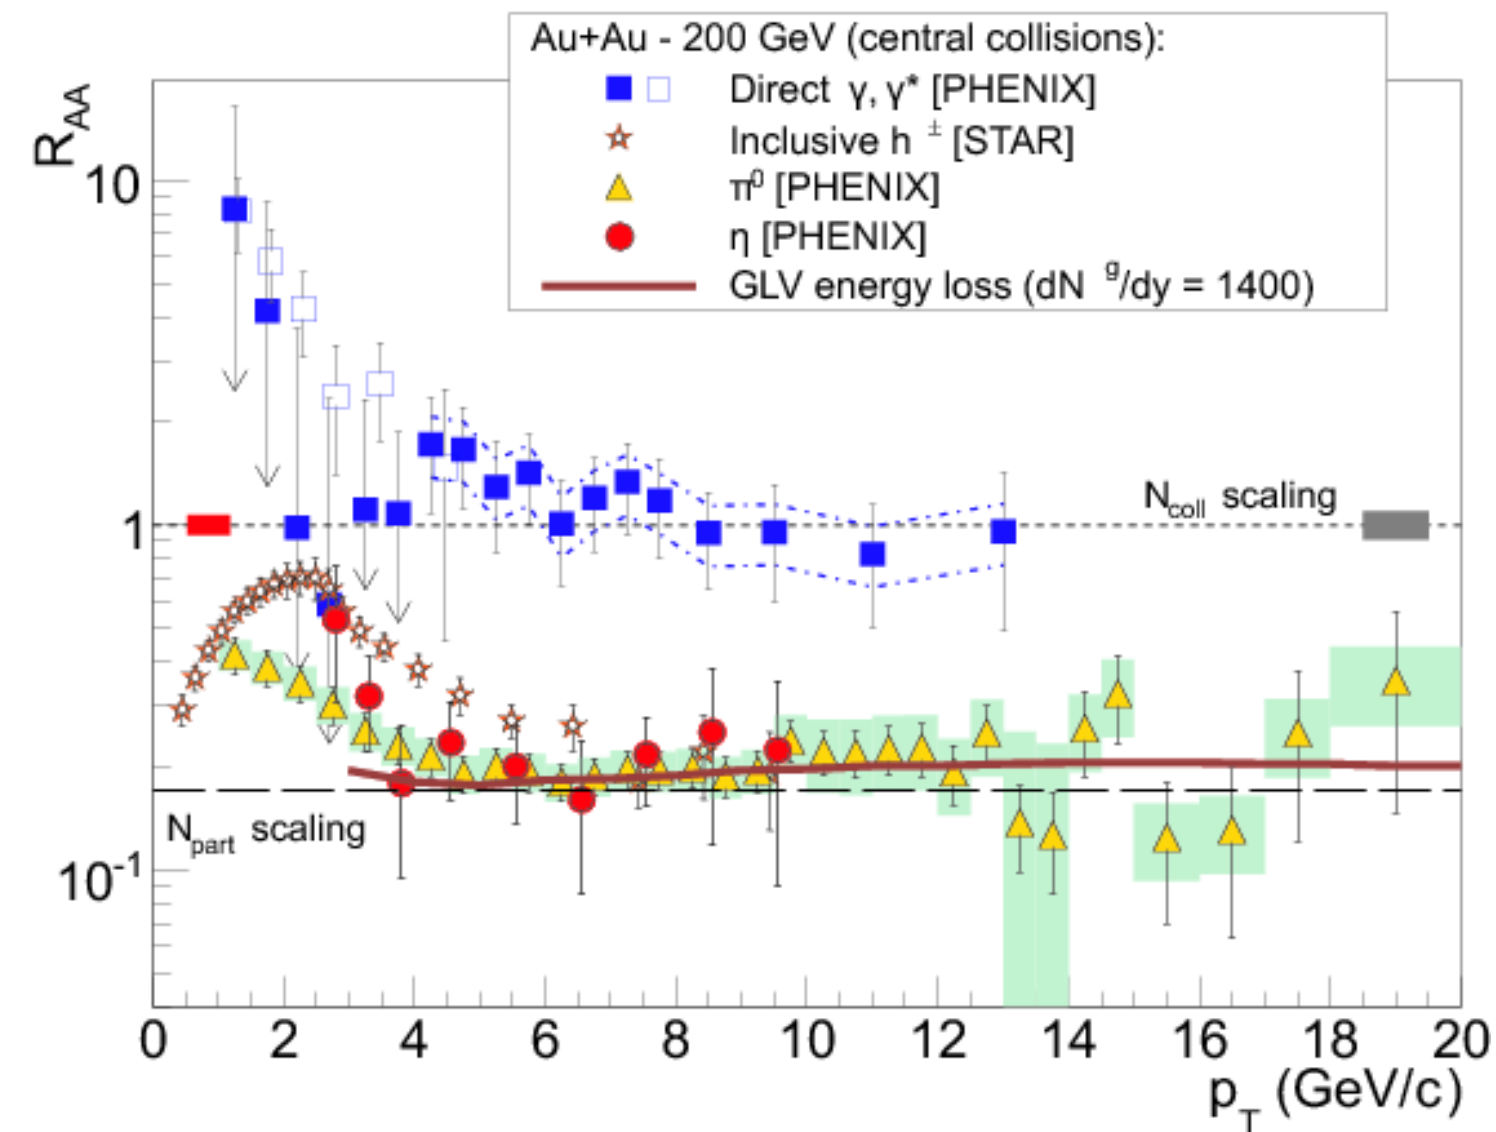 Au+Au - 200 GeV (central collisions):
Direct γ, γ* [PHENIX]
Inclusive h ± [STAR]
π0 [PHENIX]
η [PHENIX]
GLV energy loss (dN g/dy = 1400)
RAA
10
1
10-1
Ncoll scaling
Npart scaling
0 2 4 6 8 10 12 14 16 18 20
pT (GeV/c)